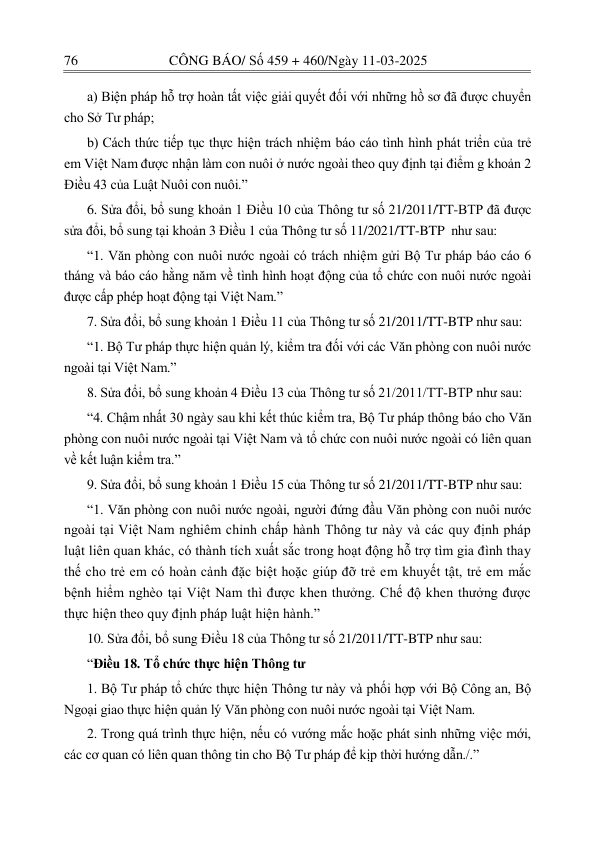 76 CÔNG BÁO/ Số 459 + 460/Ngày 11-03-2025
a) Biện pháp hỗ trợ hoàn tất việc giải quyết đối với những hồ sơ đã được chuyển
cho Sở Tư pháp;
b) Cách thức tiếp tục thực hiện trách nhiệm báo cáo tình hình phát triển của trẻ
em Việt Nam được nhận làm con nuôi ở nước ngoài theo quy định tại điểm g khoản 2
Điều 43 của Luật Nuôi con nuôi.”
6. Sửa đổi, bổ sung khoản 1 Điều 10 của Thông tư số 21/2011/TT-BTP đã được
sửa đổi, bổ sung tại khoản 3 Điều 1 của Thông tư số 11/2021/TT-BTP như sau:
“1. Văn phòng con nuôi nước ngoài có trách nhiệm gửi Bộ Tư pháp báo cáo 6
tháng và báo cáo hằng năm về tình hình hoạt động của tổ chức con nuôi nước ngoài
được cấp phép hoạt động tại Việt Nam.”
7. Sửa đổi, bổ sung khoản 1 Điều 11 của Thông tư số 21/2011/TT-BTP như sau:
“1. Bộ Tư pháp thực hiện quản lý, kiểm tra đối với các Văn phòng con nuôi nước
ngoài tại Việt Nam.”
8. Sửa đổi, bổ sung khoản 4 Điều 13 của Thông tư số 21/2011/TT-BTP như sau:
“4. Chậm nhất 30 ngày sau khi kết thúc kiểm tra, Bộ Tư pháp thông báo cho Văn
phòng con nuôi nước ngoài tại Việt Nam và tổ chức con nuôi nước ngoài có liên quan
về kết luận kiểm tra.”
9. Sửa đổi, bổ sung khoản 1 Điều 15 của Thông tư số 21/2011/TT-BTP như sau:
“1. Văn phòng con nuôi nước ngoài, người đứng đầu Văn phòng con nuôi nước
ngoài tại Việt Nam nghiêm chỉnh chấp hành Thông tư này và các quy định pháp
luật liên quan khác, có thành tích xuất sắc trong hoạt động hỗ trợ tìm gia đình thay
thế cho trẻ em có hoàn cảnh đặc biệt hoặc giúp đỡ trẻ em khuyết tật, trẻ em mắc
bệnh hiểm nghèo tại Việt Nam thì được khen thưởng. Chế độ khen thưởng được
thực hiện theo quy định pháp luật hiện hành.”
10. Sửa đổi, bổ sung Điều 18 của Thông tư số 21/2011/TT-BTP như sau:
“Điều 18. Tổ chức thực hiện Thông tư
1. Bộ Tư pháp tổ chức thực hiện Thông tư này và phối hợp với Bộ Công an, Bộ
Ngoại giao thực hiện quản lý Văn phòng con nuôi nước ngoài tại Việt Nam.
2. Trong quá trình thực hiện, nếu có vướng mắc hoặc phát sinh những việc mới,
các cơ quan có liên quan thông tin cho Bộ Tư pháp để kịp thời hướng dẫn./.”